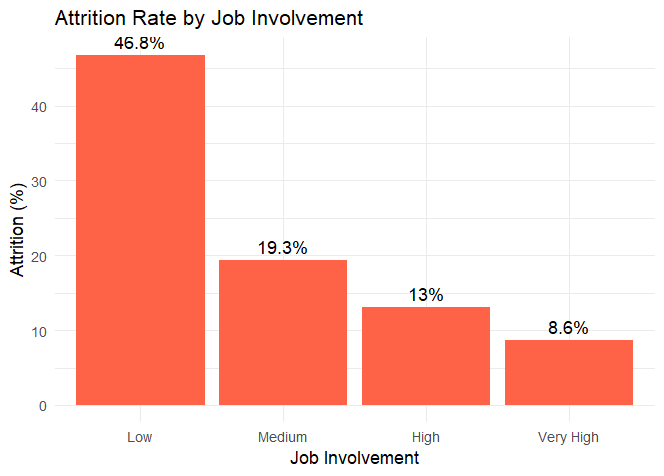 Attrition Rate by Job Involvement
46.8%
19.3%
13%
8.6%
Attrition (%)
40
30
20
10
0
Low Medium High Very High
Job Involvement